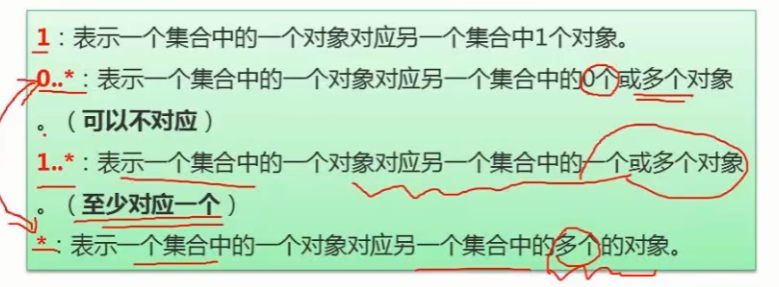 1：表示一个集合中的一个对象对应另一个集合中1个对象。
0..*：表示一个集合中的一个对象对应另一个集合中的0个或多个对象
。（可以不对应）
1..*：表示一个集合中的一个对象对应另一个集合中的一个或多个对象
。（至少对应一个）
*：表示一个集合中的一个对象对应另一个集合中的多个的对象。